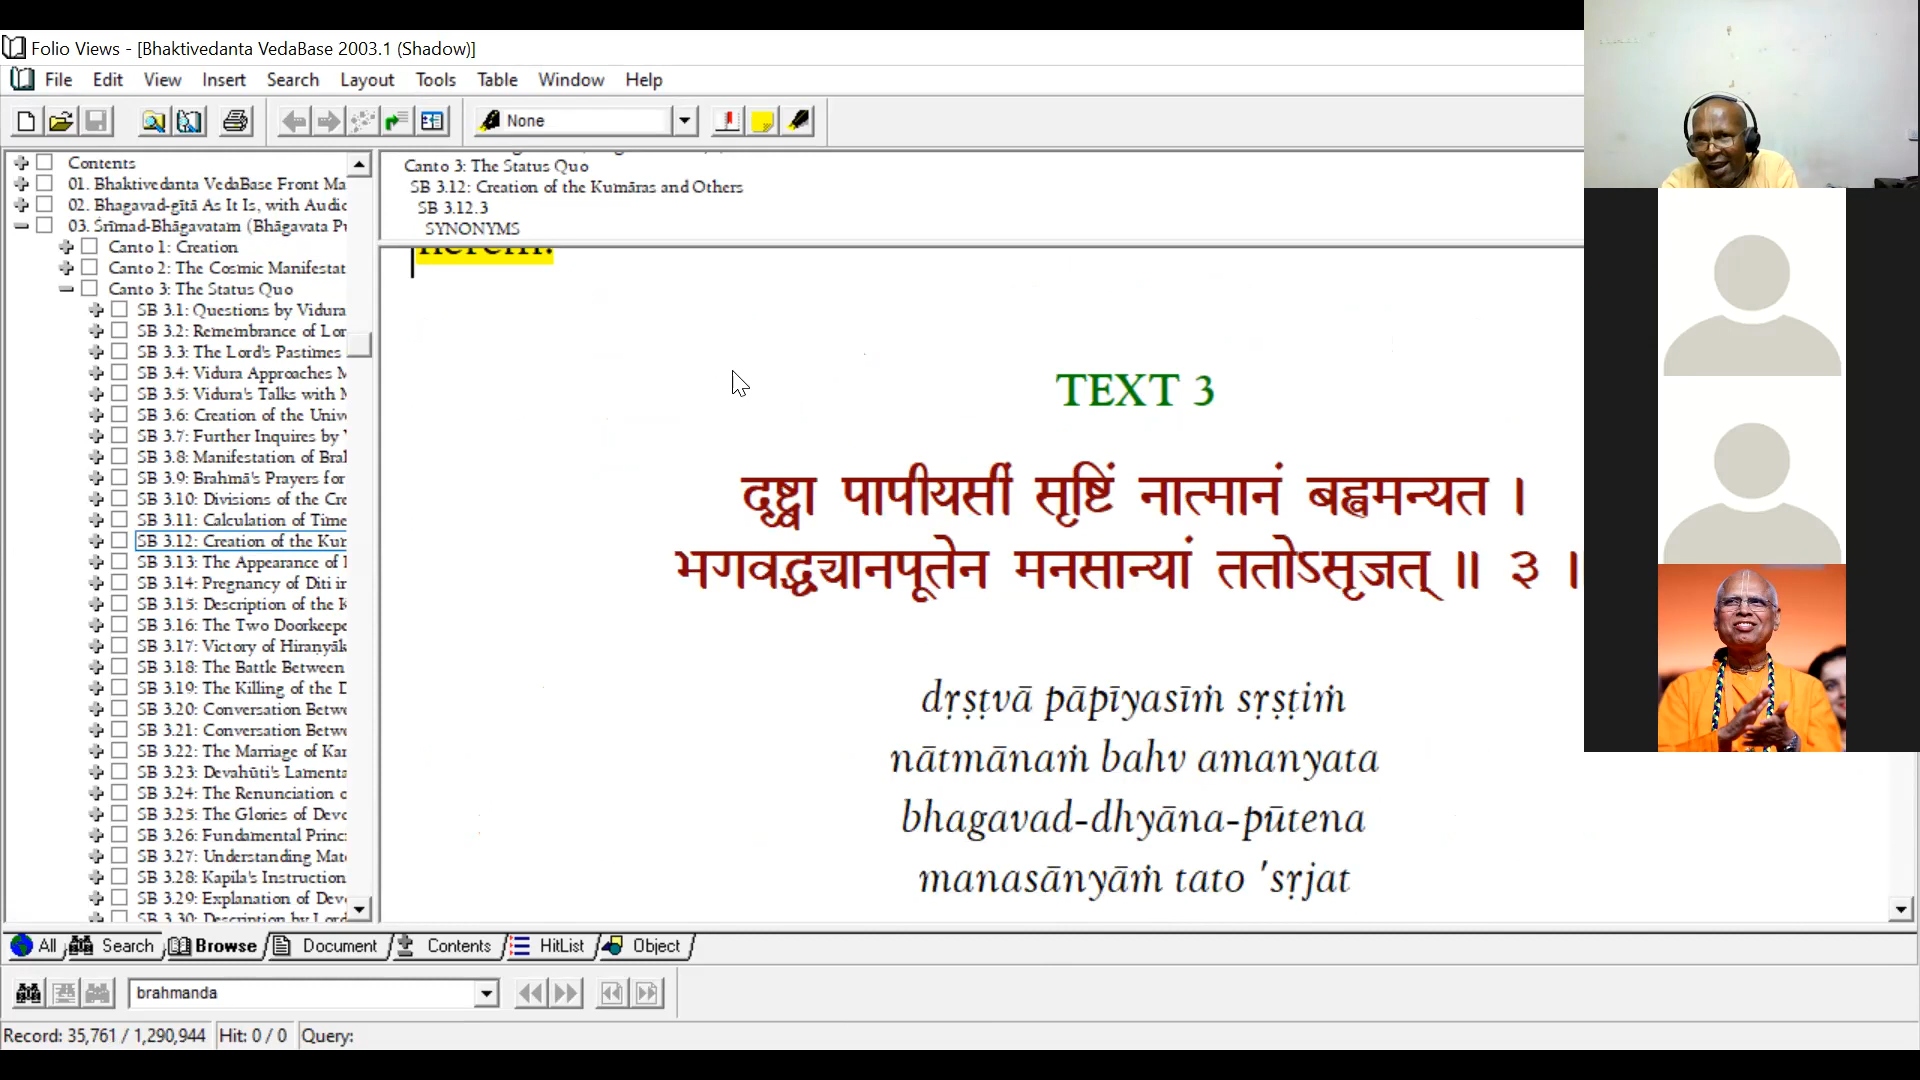 Folio Views - [Bhaktivedanta VedaBase 2003.1 (Shadow)]
File Edit View Insert Search Layout Tools Table Window Help
None
Contents
01. Bhaktivedanta VedaBase Front Ma
02. Bhagavad-gītā As It Is, with Audio
03. Śrīmad-Bhāgavatam (Bhāgavata Pu
Canto 1: Creation
Canto 2: The Cosmic Manifestat
Canto 3: The Status Quo
SB 3.1: Questions by Vidura
SB 3.2: Remembrance of Lor
SB 3.3: The Lord's Pastimes
SB 3.4: Vidura Approaches M
SB 3.5: Vidura's Talks with M
SB 3.6: Creation of the Univ
SB 3.7: Further Inquires by V
SB 3.8: Manifestation of Bral
SB 3.9: Brahmā's Prayers for
SB 3.10: Divisions of the Cre
SB 3.11: Calculation of Time
SB 3.12: Creation of the Kum
SB 3.13: The Appearance of
SB 3.14: Pregnancy of Diti in
SB 3.15: Description of the K
SB 3.16: The Two Doorkeepe
SB 3.17: Victory of Hiraṇyāk
SB 3.18: The Battle Between
SB 3.19: The Killing of the D
SB 3.20: Conversation Betwe
SB 3.21: Conversation Betwe
SB 3.22: The Marriage of Kar
SB 3.23: Devahūti's Lamenta
SB 3.24: The Renunciation o
SB 3.25: The Glories of Devo
SB 3.26: Fundamental Princ
SB 3.27: Understanding Mat
SB 3.28: Kapila's Instruction
SB 3.29: Explanation of Dev
SB 3.30: Description by Lord
Canto 3: The Status Quo
SB 3.12: Creation of the Kumāras and Others
SB 3.12.3
SYNONYMS
TEXT 3
दृष्ट्वा पापीयसीं सृष्टिं नात्मानं बह्वमन्यत ।
भगवद्ध्यानपूतेन मनसान्यां ततोऽसृजत् ॥ ३ ।
dṛṣṭvā pāpīyasīṁ sṛṣṭiṁ
nātmānaṁ bahv amanyata
bhagavad-dhyāna-pūtena
manasānyāṁ tato 'sṛjat
All Search Browse Document Contents HitList Object
brahmanda
Record: 35,761 / 1,290,944 Hit: 0 / 0 Query: